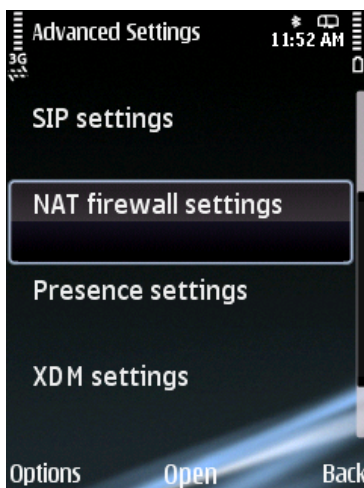 Advanced Settings
11:52 AM
3G
SIP settings
NAT firewall settings
Presence settings
XDM settings
Options Open Back